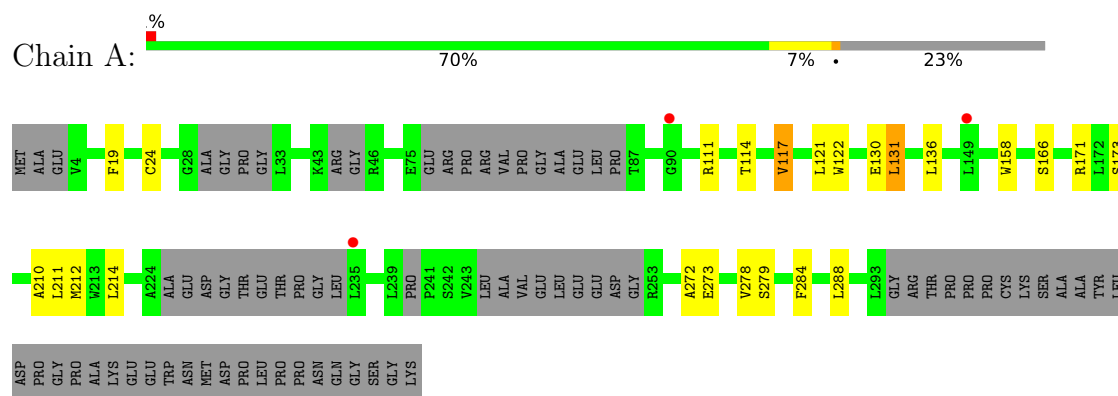 .%
Chain A:
70% 7% • 23%
MET ALA GLU V4 F19 C24 G28 ALA GLY PRO GLY L33 K43 ARG GLY R46 E75 GLU ARG PRO ARG VAL PRO GLY ALA GLU LEU PRO T87 G90 R111 T114 V117 L121 W122 E130 L131 L136 L149 W158 S166 R171 L172 S173
A210 L211 M212 W213 L214 A224 ALA GLU ASP GLY THR GLU THR PRO GLY LEU L235 L239 PRO P241 S242 V243 LEU ALA VAL GLU LEU GLU GLU ASP GLY R253 A272 E273 V278 S279 F284 L288 L293 GLY ARG THR PRO PRO PRO CYS LYS SER ALA ALA TYR LEU
ASP PRO GLY PRO ALA LYS GLU GLU TRP ASN MET ASP PRO LEU PRO PRO ASN GLN GLY SER GLY LYS